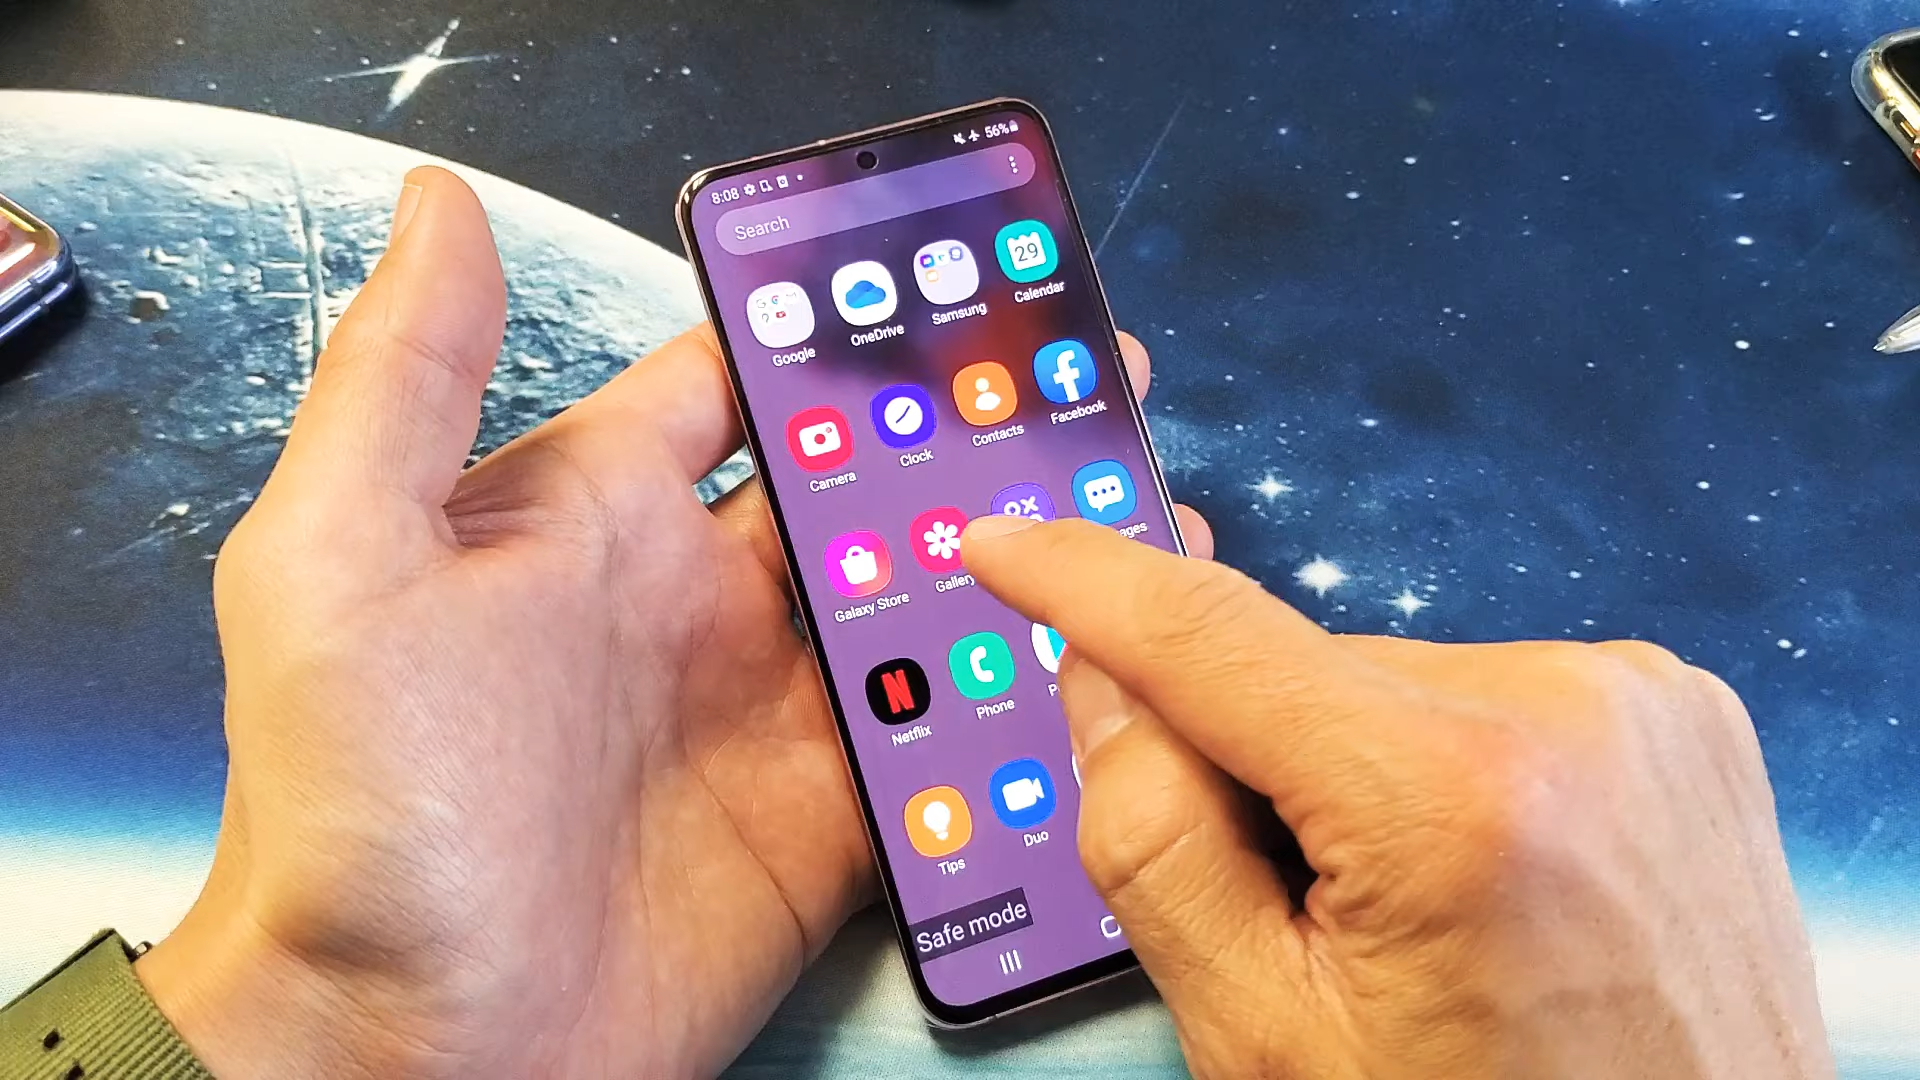 8:08
56%
Search
29
Google
OneDrive
Samsung
Calendar
Camera
Clock
Contacts
Facebook
Galaxy Store
Gallery
ages
N
Netflix
Phone
P
Tips
Duo
Safe mode